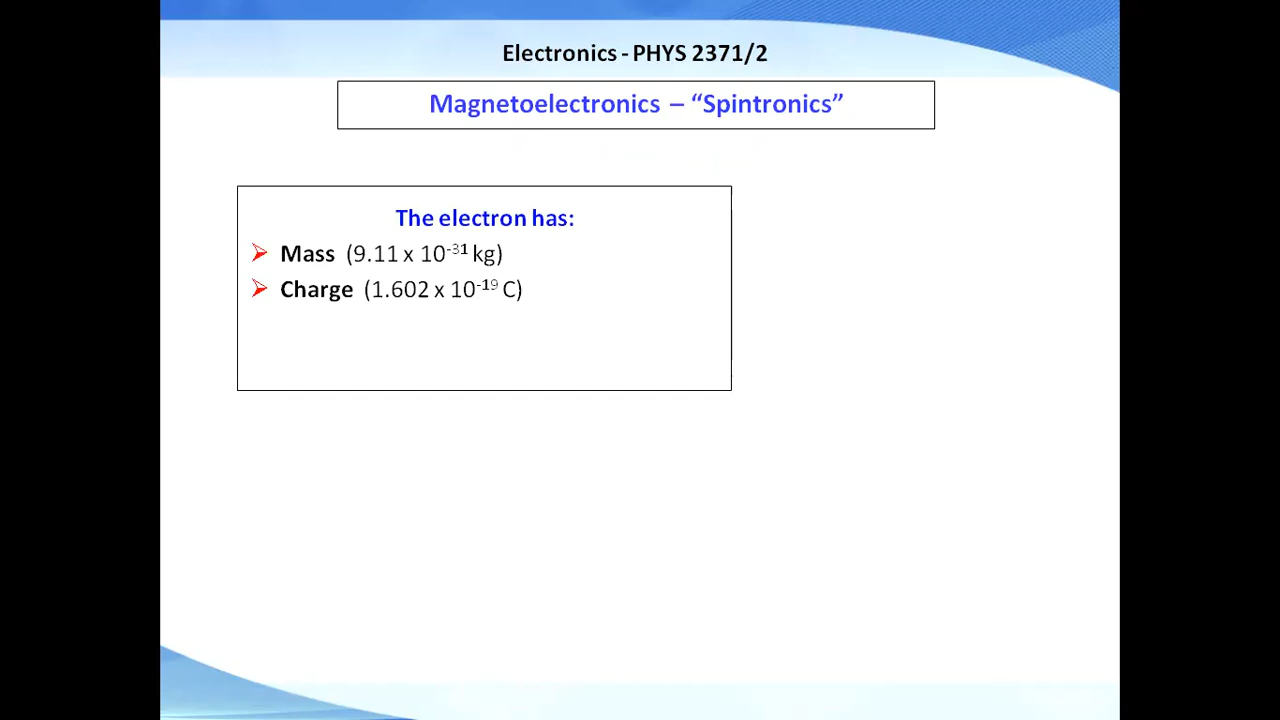 Electronics - PHYS 2371/2
Magnetoelectronics – “Spintronics”
The electron has:
➢ Mass (9.11 x 10⁻³¹ kg)
➢ Charge (1.602 x 10⁻¹⁹ C)